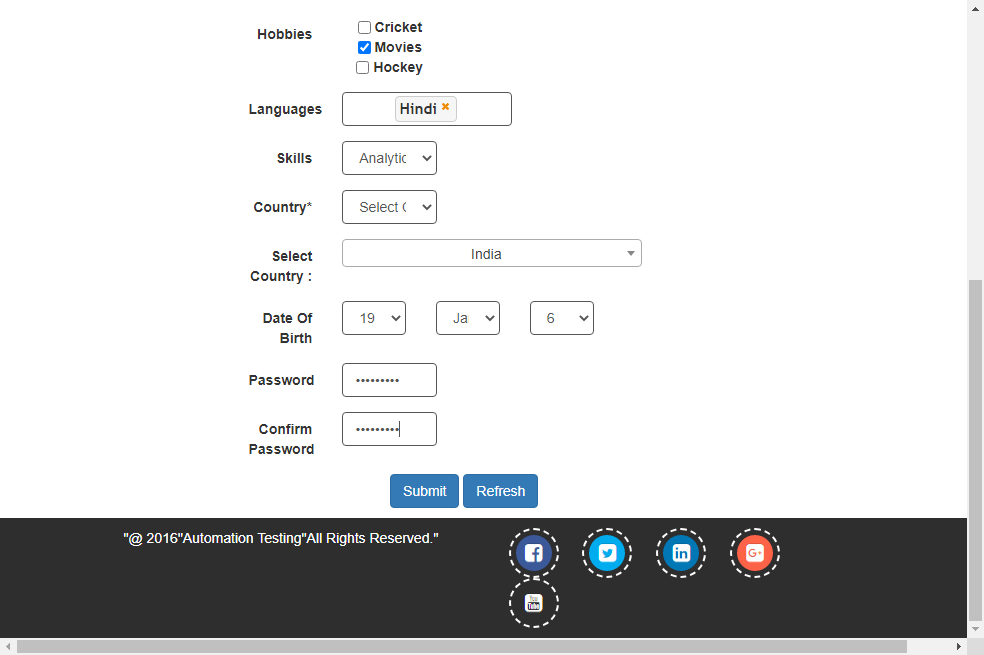 Hobbies
Cricket
Movies
Hockey
Languages
Hindi
Skills
Analytic
Country*
Select C
Select
Country :
India
Date Of
Birth
19
Ja
6
Password
•••••••••
Confirm
Password
•••••••••
Submit Refresh
"@ 2016"Automation Testing"All Rights Reserved."
G+
You
Tube